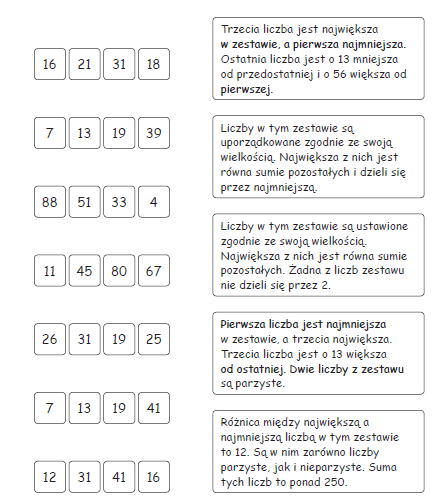 16 21 31 18
7 13 19 39
88 51 33 4
11 45 80 67
26 31 19 25
7 13 19 41
12 31 41 16
Trzecia liczba jest największa
w zestawie, a pierwsza najmniejsza.
Ostatnia liczba jest o 13 mniejsza
od przedostatniej i o 56 większa od
pierwszej.
Liczby w tym zestawie są
uporządkowane zgodnie ze swoją
wielkością. Największa z nich jest
równa sumie pozostałych i dzieli się
przez najmniejszą.
Liczby w tym zestawie są ustawione
zgodnie ze swoją wielkością.
Największa z nich jest równa sumie
pozostałych. Żadna z liczb zestawu
nie dzieli się przez 2.
Pierwsza liczba jest najmniejsza
w zestawie, a trzecia największa.
Trzecia liczba jest o 13 większa
od ostatniej. Dwie liczby z zestawu
są parzyste.
Różnica między największą a
najmniejszą liczbą w tym zestawie
to 12. Są w nim zarówno liczby
parzyste, jak i nieparzyste. Suma
tych liczb to ponad 250.